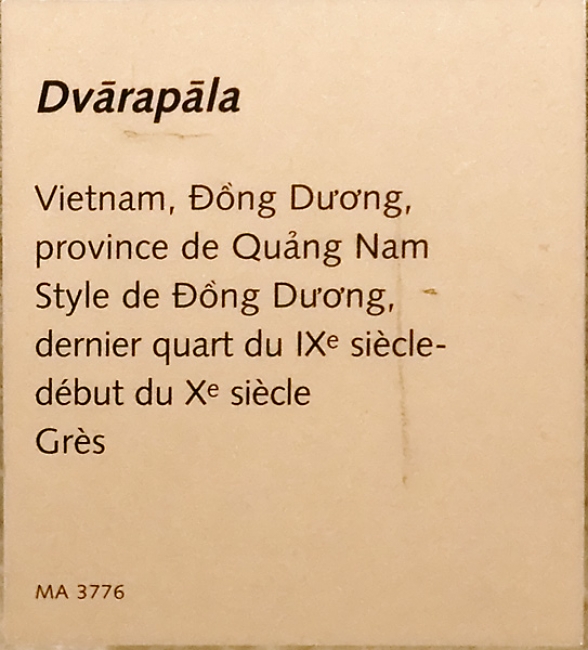 Dvārapāla
Vietnam, Đồng Dương,
province de Quảng Nam
Style de Đồng Dương,
dernier quart du IXe siècle-
début du Xe siècle
Grès
MA 3776